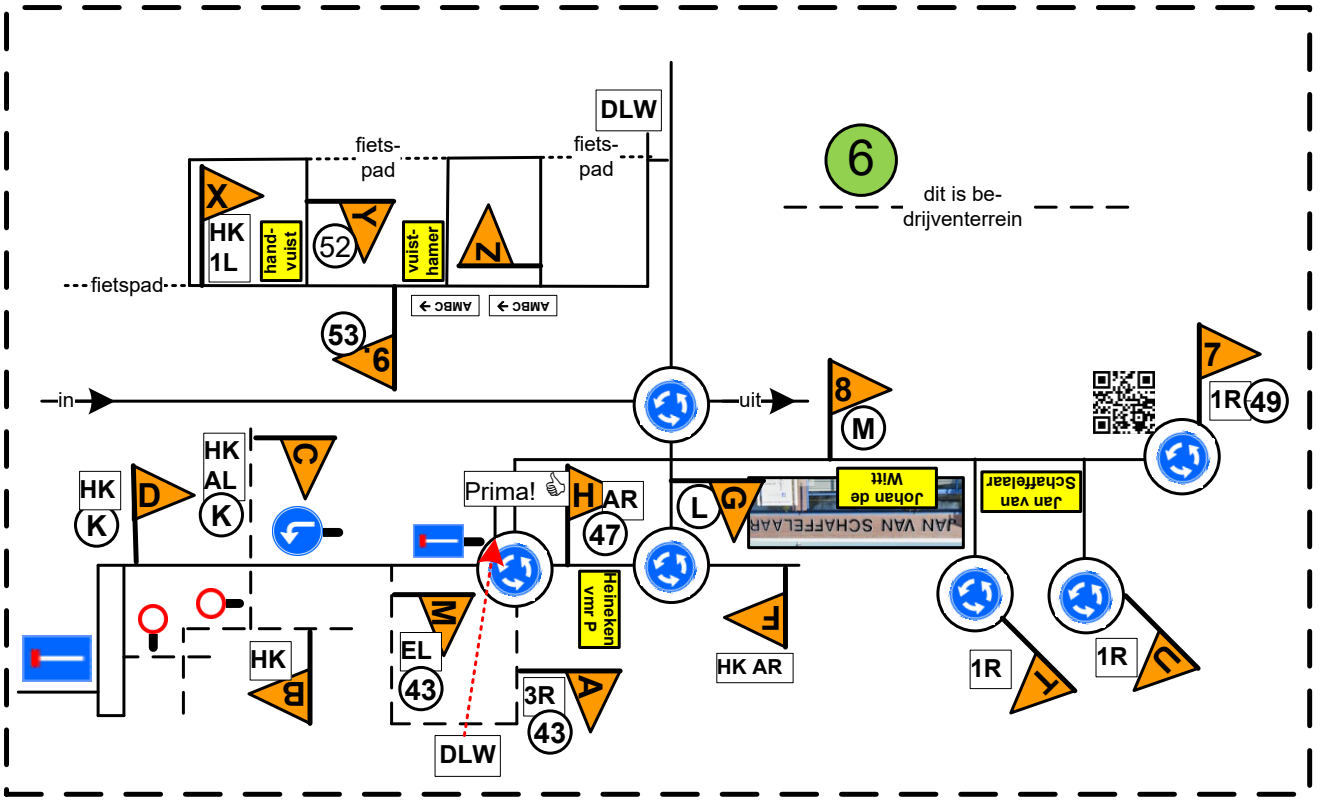 DLW
fiets-
pad
fiets-
pad
6
dit is be-
drijventerrein
X
HK
1L
hand-
vuist
Y
52
vuist-
hamer
Z
fietspad
AMBC →
AMBC →
53
9.
in
uit
8
M
7
1R
49
HK
AL
K
C
HK
K
D
Prima!
H
AR
47
L
G
Johan de
Witt
Jan van
Schaffelaar
JAN VAN SCHAFFELAAR
Heineken
vmr P
M
EL
43
HK
B
3R
43
A
DLW
F
HK AR
1R
T
1R
U